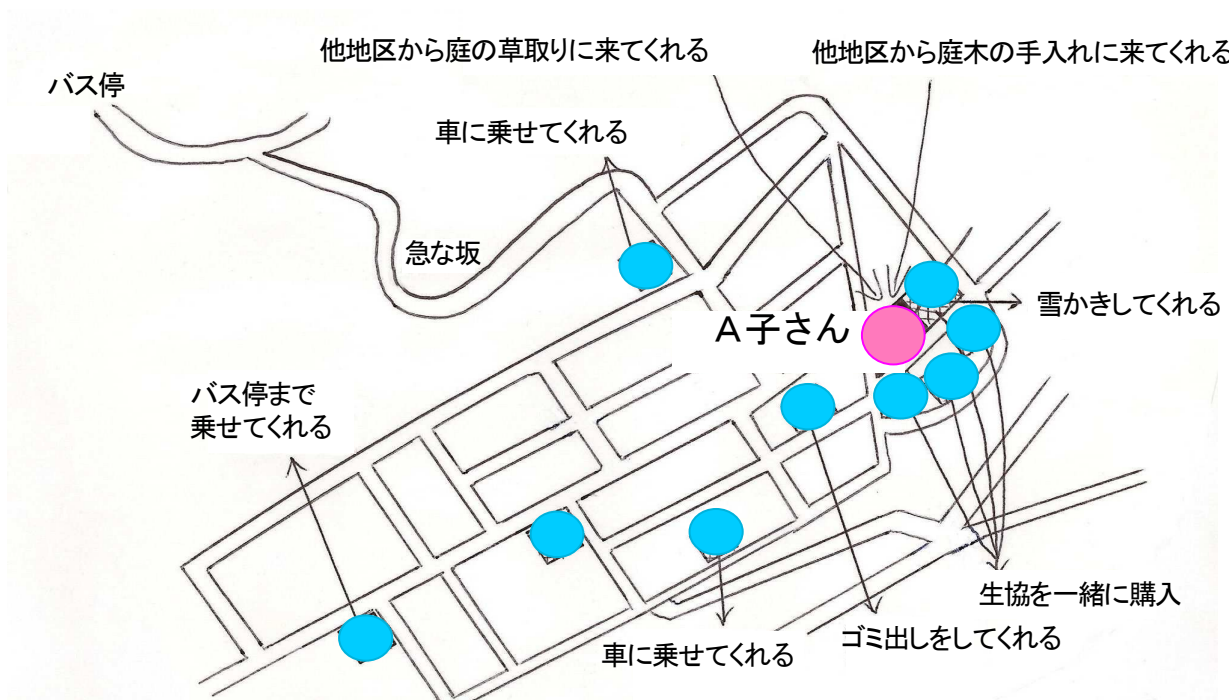 他地区から庭の草取りに来てくれる
他地区から庭木の手入れに来てくれる
バス停
車に乗せてくれる
急な坂
雪かきしてくれる
A子さん
バス停まで
乗せてくれる
生協を一緒に購入
ゴミ出しをしてくれる
車に乗せてくれる